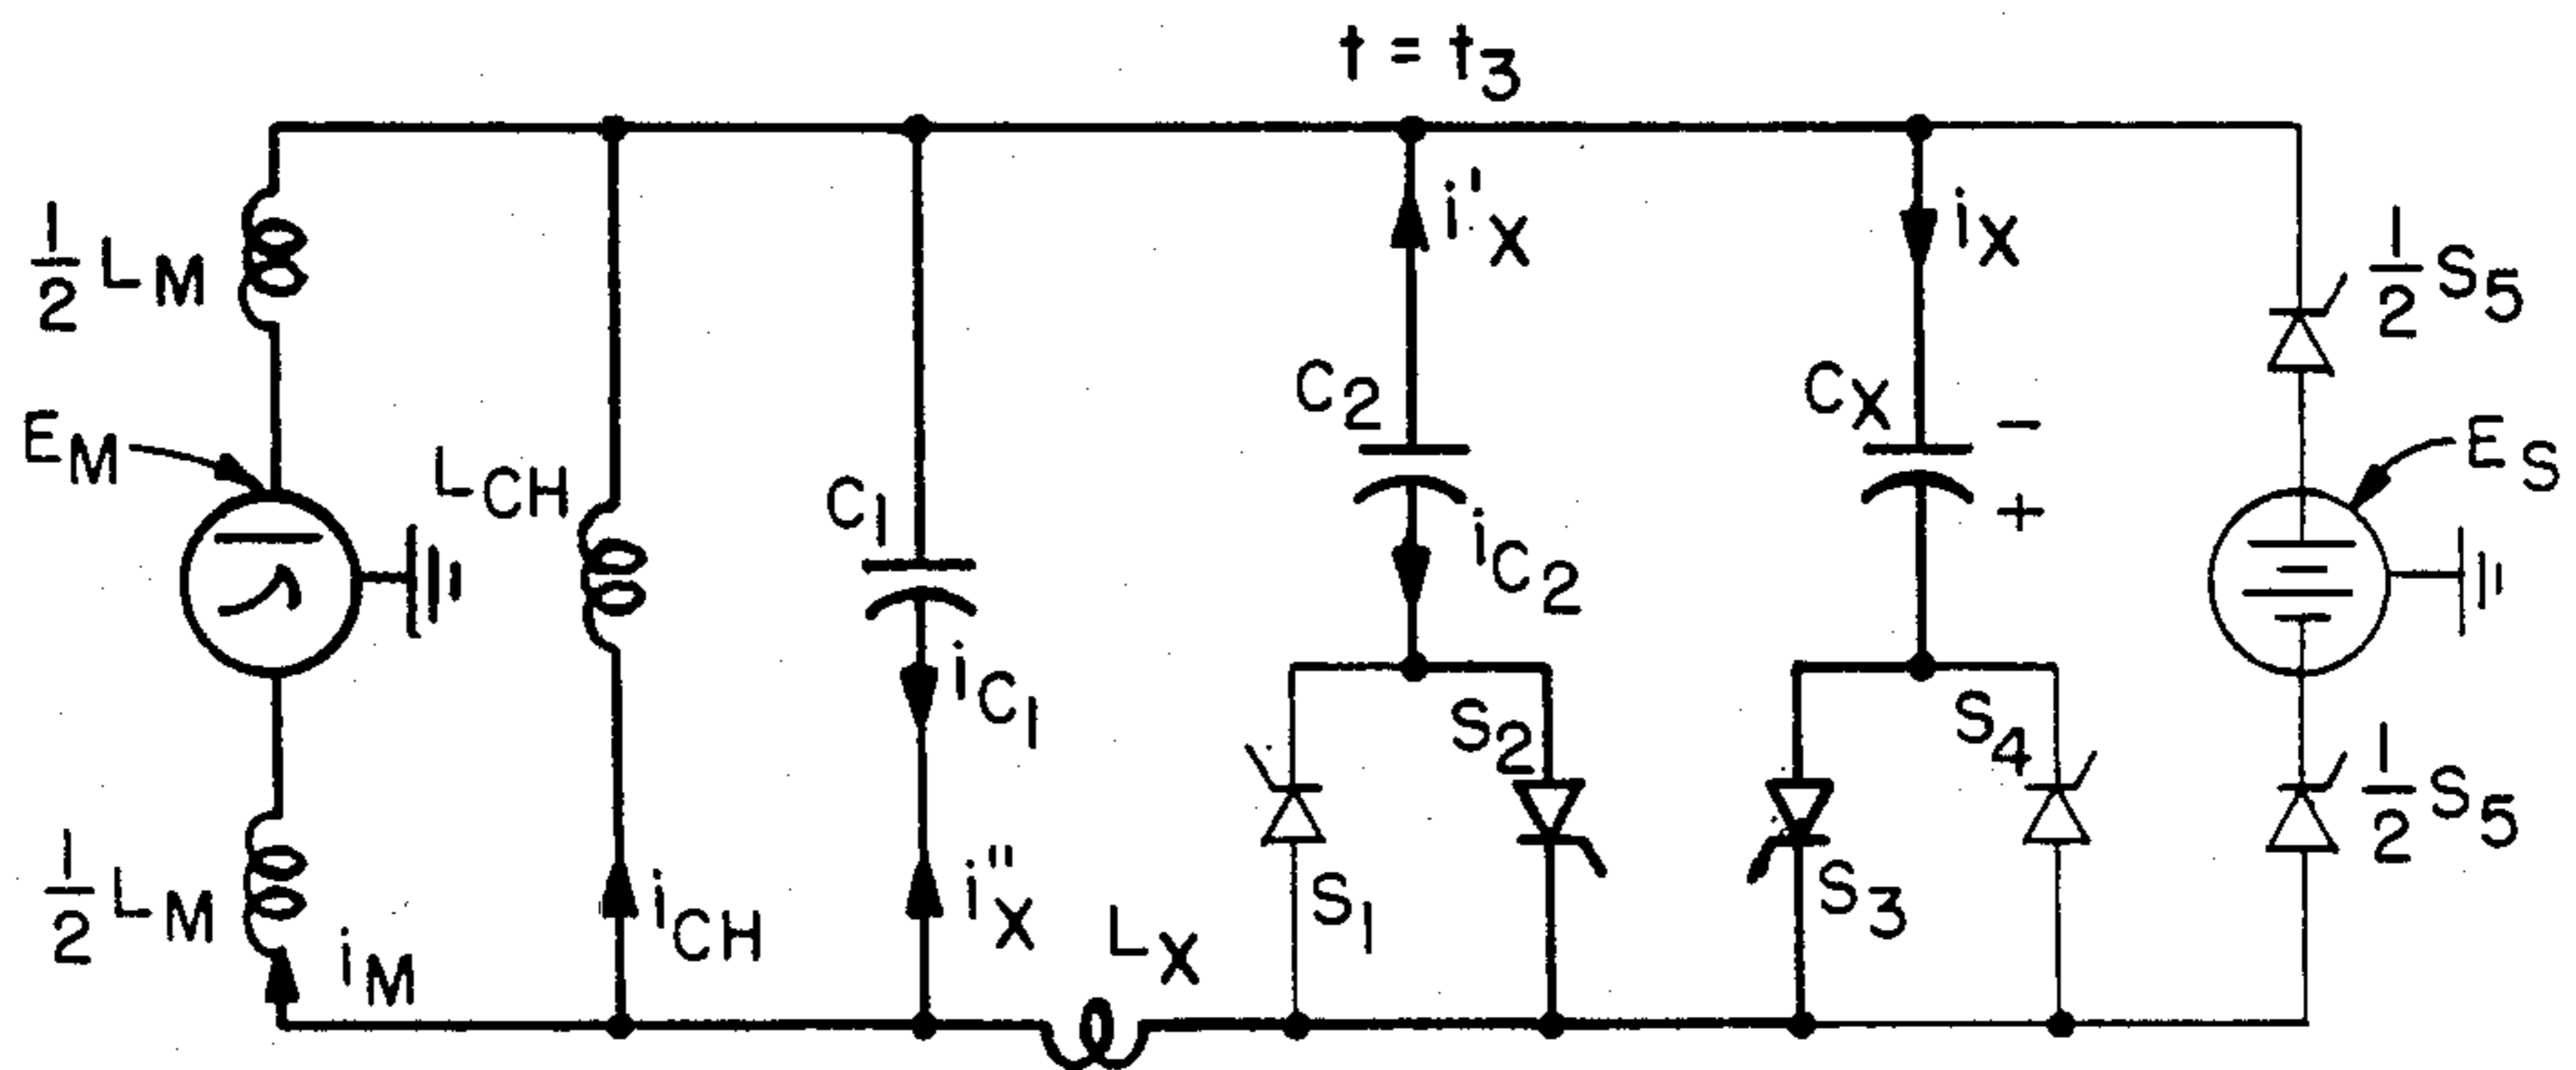 t = t3
1/2 LM
EM
LCH
C1
iC1
i"X
iCH
1/2 LM
iM
LX
C2
i'X
iC2
S1
S2
CX
iX
-
+
S3
S4
1/2 S5
ES
1/2 S5